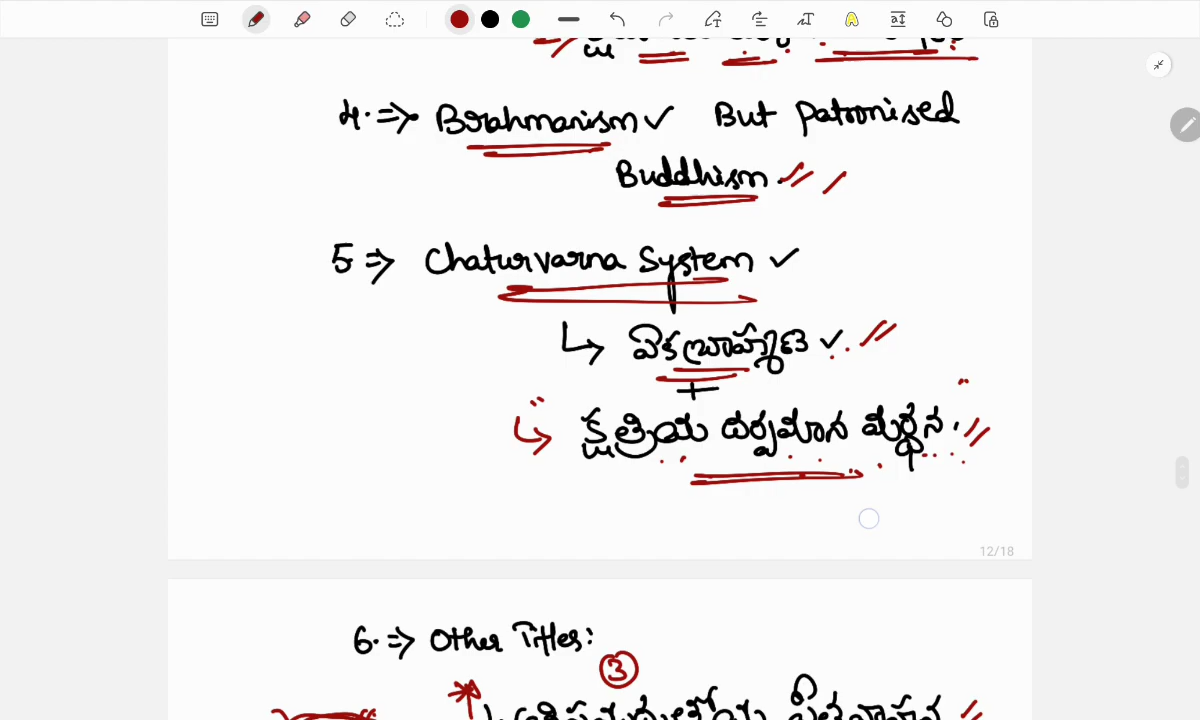 4. => Brahmanism ✓ But Patronised
Buddhism.
5 => Chaturvarna System ✓
ఏకబ్రాహ్మణ ✓
+
క్షత్రియ దర్పమాన మర్ధన.
12/18
6. => Other Titles:
3